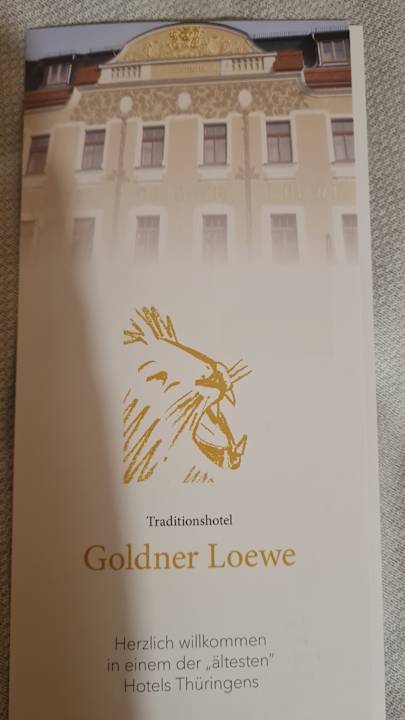 Traditionshotel
Goldner Loewe
Herzlich willkommen
in einem der „ältesten“
Hotels Thüringens